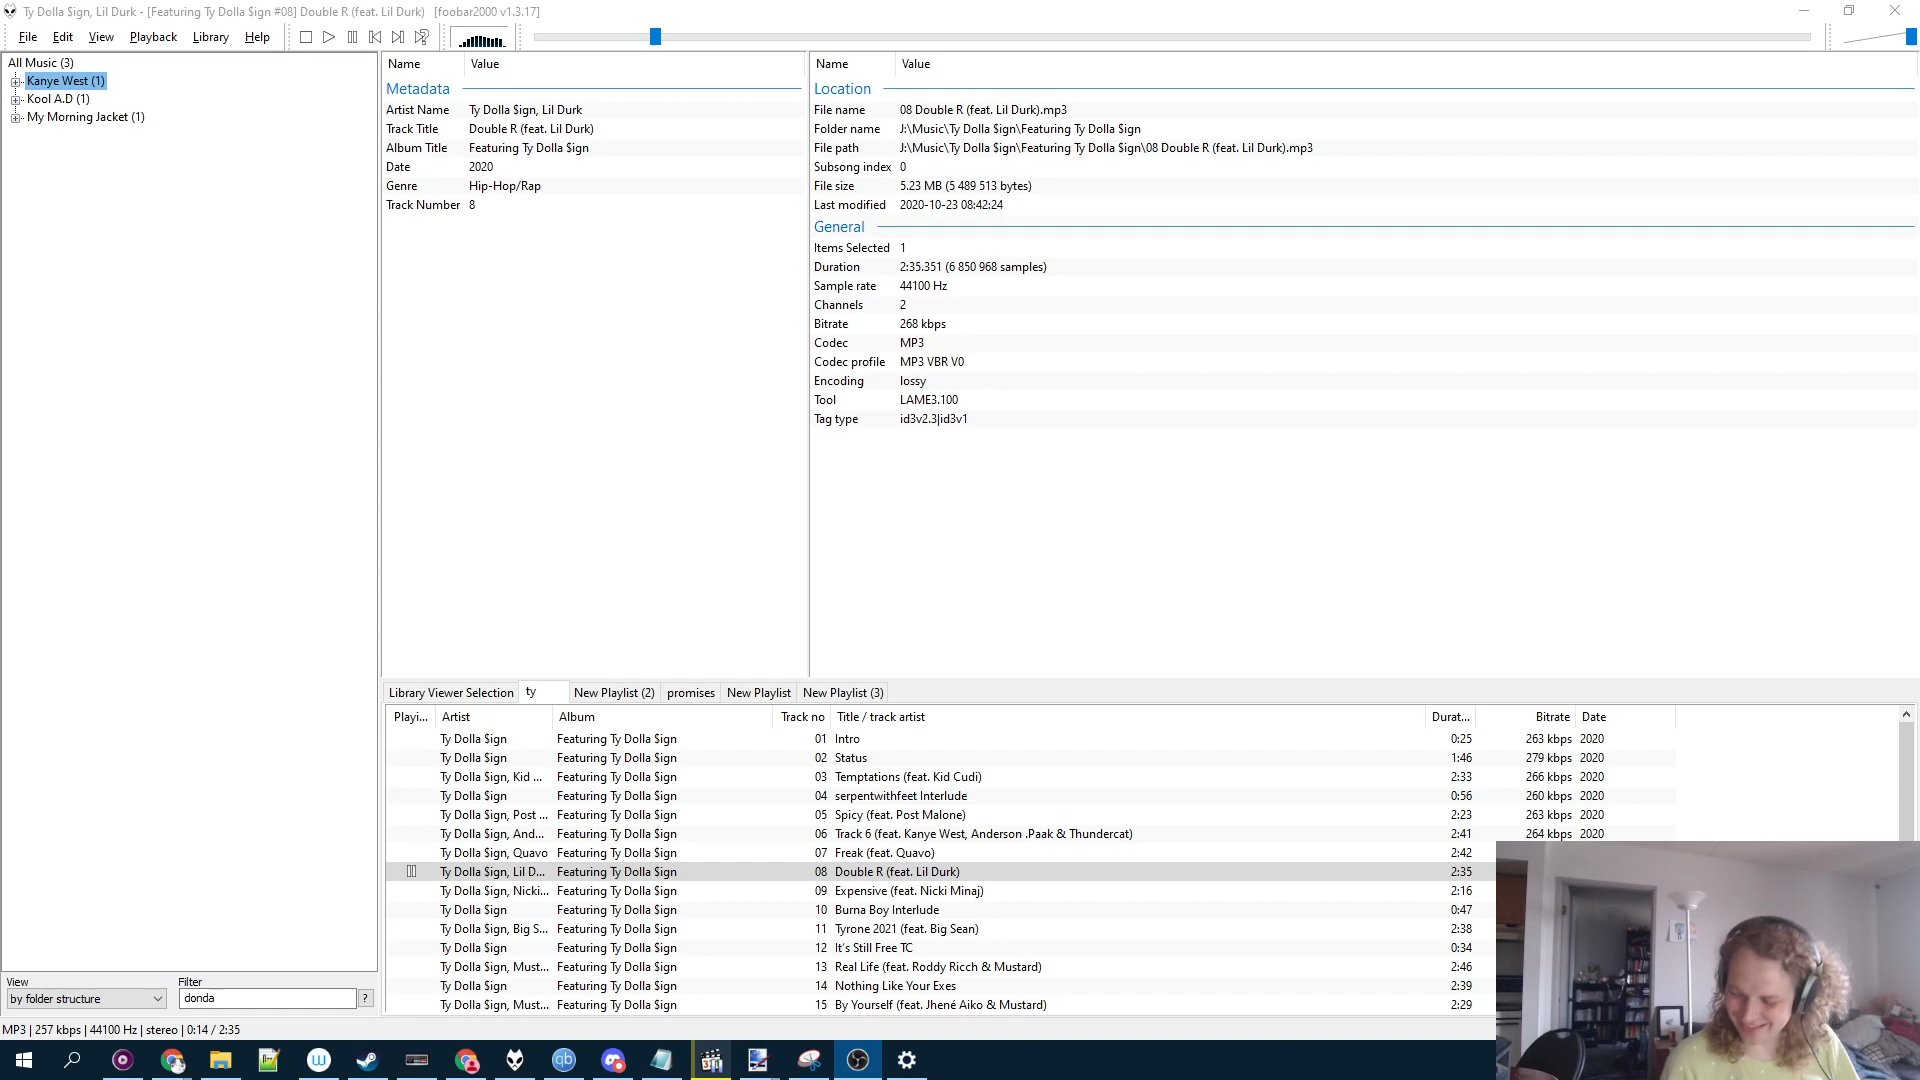 Ty Dolla $ign, Lil Durk - [Featuring Ty Dolla $ign #08] Double R (feat. Lil Durk)   [foobar2000 v1.3.17]
File Edit View Playback Library Help
All Music (3)
Kanye West (1)
Kool A.D (1)
My Morning Jacket (1)
Name Value
Metadata
Artist Name Ty Dolla $ign, Lil Durk
Track Title Double R (feat. Lil Durk)
Album Title Featuring Ty Dolla $ign
Date 2020
Genre Hip-Hop/Rap
Track Number 8
Name Value
Location
File name 08 Double R (feat. Lil Durk).mp3
Folder name J:\Music\Ty Dolla $ign\Featuring Ty Dolla $ign
File path J:\Music\Ty Dolla $ign\Featuring Ty Dolla $ign\08 Double R (feat. Lil Durk).mp3
Subsong index 0
File size 5.23 MB (5 489 513 bytes)
Last modified 2020-10-23 08:42:24
General
Items Selected 1
Duration 2:35.351 (6 850 968 samples)
Sample rate 44100 Hz
Channels 2
Bitrate 268 kbps
Codec MP3
Codec profile MP3 VBR V0
Encoding lossy
Tool LAME3.100
Tag type id3v2.3|id3v1
Library Viewer Selection ty New Playlist (2) promises New Playlist New Playlist (3)
Playi... Artist Album Track no Title / track artist Durat... Bitrate Date
Ty Dolla $ign Featuring Ty Dolla $ign 01 Intro 0:25 263 kbps 2020
Ty Dolla $ign Featuring Ty Dolla $ign 02 Status 1:46 279 kbps 2020
Ty Dolla $ign, Kid ... Featuring Ty Dolla $ign 03 Temptations (feat. Kid Cudi) 2:33 266 kbps 2020
Ty Dolla $ign Featuring Ty Dolla $ign 04 serpentwithfeet Interlude 0:56 260 kbps 2020
Ty Dolla $ign, Post ... Featuring Ty Dolla $ign 05 Spicy (feat. Post Malone) 2:23 263 kbps 2020
Ty Dolla $ign, And... Featuring Ty Dolla $ign 06 Track 6 (feat. Kanye West, Anderson .Paak & Thundercat) 2:41 264 kbps 2020
Ty Dolla $ign, Quavo Featuring Ty Dolla $ign 07 Freak (feat. Quavo) 2:42
Ty Dolla $ign, Lil D... Featuring Ty Dolla $ign 08 Double R (feat. Lil Durk) 2:35
Ty Dolla $ign, Nicki... Featuring Ty Dolla $ign 09 Expensive (feat. Nicki Minaj) 2:16
Ty Dolla $ign Featuring Ty Dolla $ign 10 Burna Boy Interlude 0:47
Ty Dolla $ign, Big S... Featuring Ty Dolla $ign 11 Tyrone 2021 (feat. Big Sean) 2:38
Ty Dolla $ign Featuring Ty Dolla $ign 12 It's Still Free TC 0:34
Ty Dolla $ign, Must... Featuring Ty Dolla $ign 13 Real Life (feat. Roddy Ricch & Mustard) 2:46
Ty Dolla $ign Featuring Ty Dolla $ign 14 Nothing Like Your Exes 2:39
Ty Dolla $ign, Must... Featuring Ty Dolla $ign 15 By Yourself (feat. Jhené Aiko & Mustard) 2:29
View Filter
by folder structure donda ?
MP3 | 257 kbps | 44100 Hz | stereo | 0:14 / 2:35
W
qb